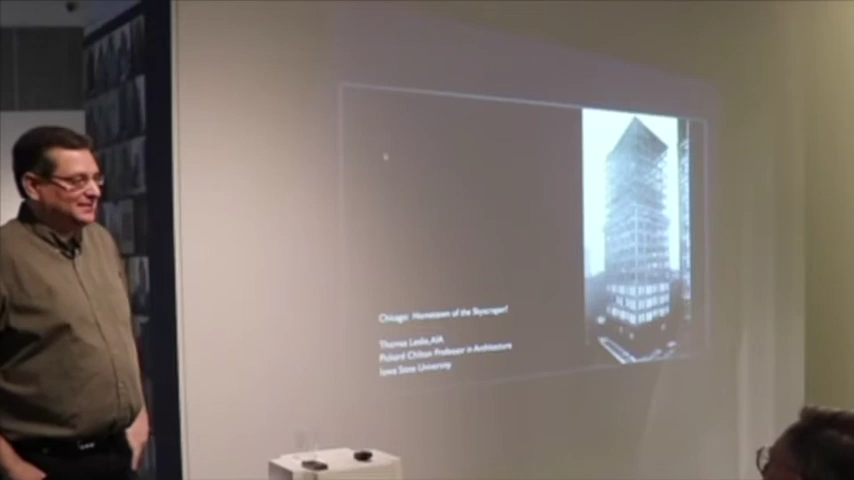 Chicago: Hometown of the Skyscraper?
Thomas Leslie, AIA
Pickard Chilton Professor in Architecture
Iowa State University